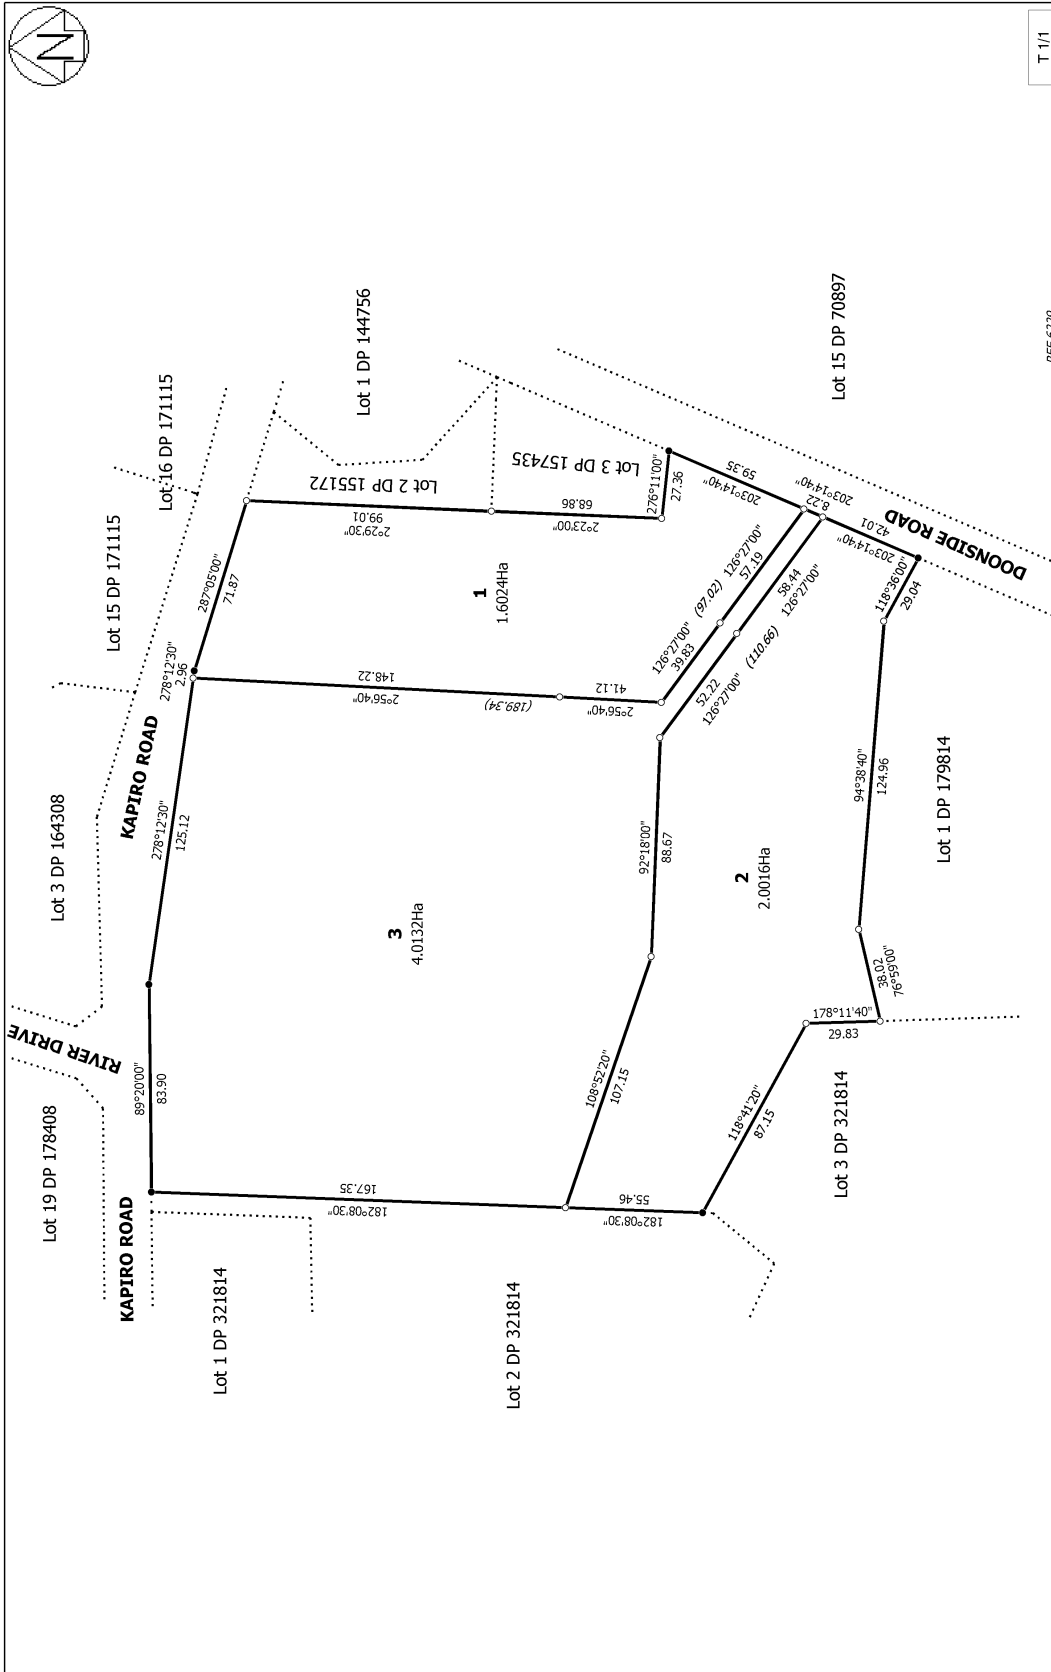 N
T 1/1
Lot 19 DP 178408
RIVER DRIVE
Lot 3 DP 164308
Lot 15 DP 171115
Lot 16 DP 171115
KAPIRO ROAD
KAPIRO ROAD
89°20'00"
83.90
278°12'30"
125.12
278°12'30"
2.96
287°05'00"
71.87
Lot 1 DP 144756
Lot 2 DP 155172
2°29'30"
99.01
Lot 3 DP 157435
2°23'00"
68.86
276°11'00"
27.36
203°14'40"
59.35
203°14'40"
8.22
203°14'40"
42.01
DOONSIDE ROAD
Lot 15 DP 70897
1
1.6024Ha
2°56'40"
148.22
(189.34)
2°56'40"
41.12
126°27'00"
39.83
(97.02)
126°27'00"
57.19
58.44
126°27'00"
(110.66)
52.22
126°27'00"
3
4.0132Ha
92°18'00"
88.67
108°52'20"
107.15
182°08'30"
167.35
182°08'30"
55.46
2
2.0016Ha
118°36'00"
29.04
94°38'40"
124.96
38.02
76°59'00"
178°11'40"
29.83
118°41'20"
87.15
Lot 1 DP 321814
Lot 2 DP 321814
Lot 3 DP 321814
Lot 1 DP 179814